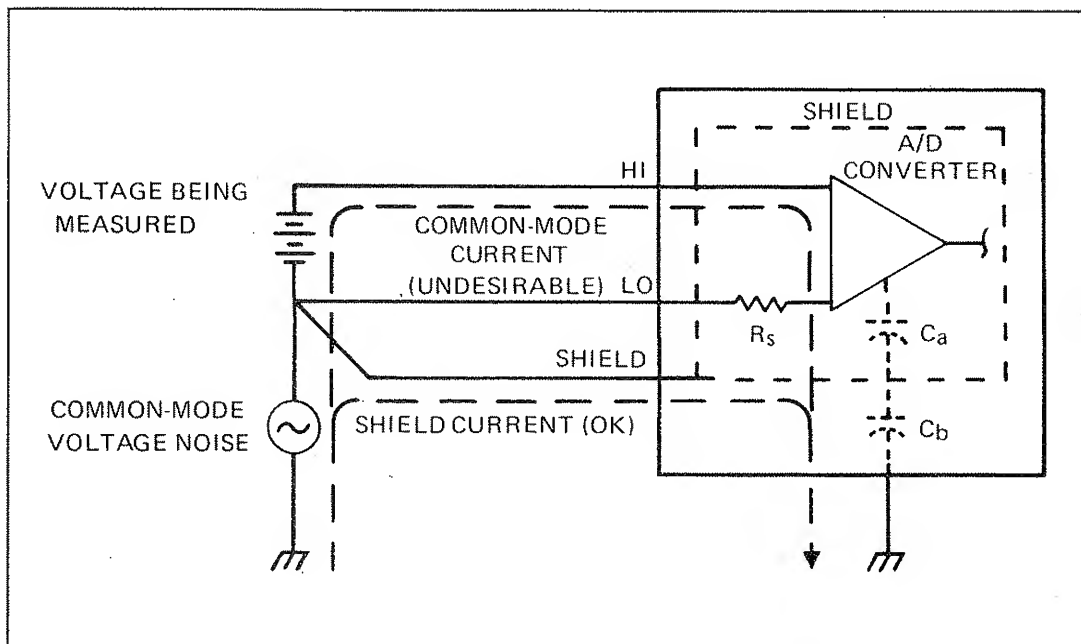 SHIELD
A/D
CONVERTER
HI
VOLTAGE BEING
MEASURED
COMMON-MODE
CURRENT
(UNDESIRABLE) LO
Rs
Ca
SHIELD
COMMON-MODE
VOLTAGE NOISE
SHIELD CURRENT (OK)
Cb